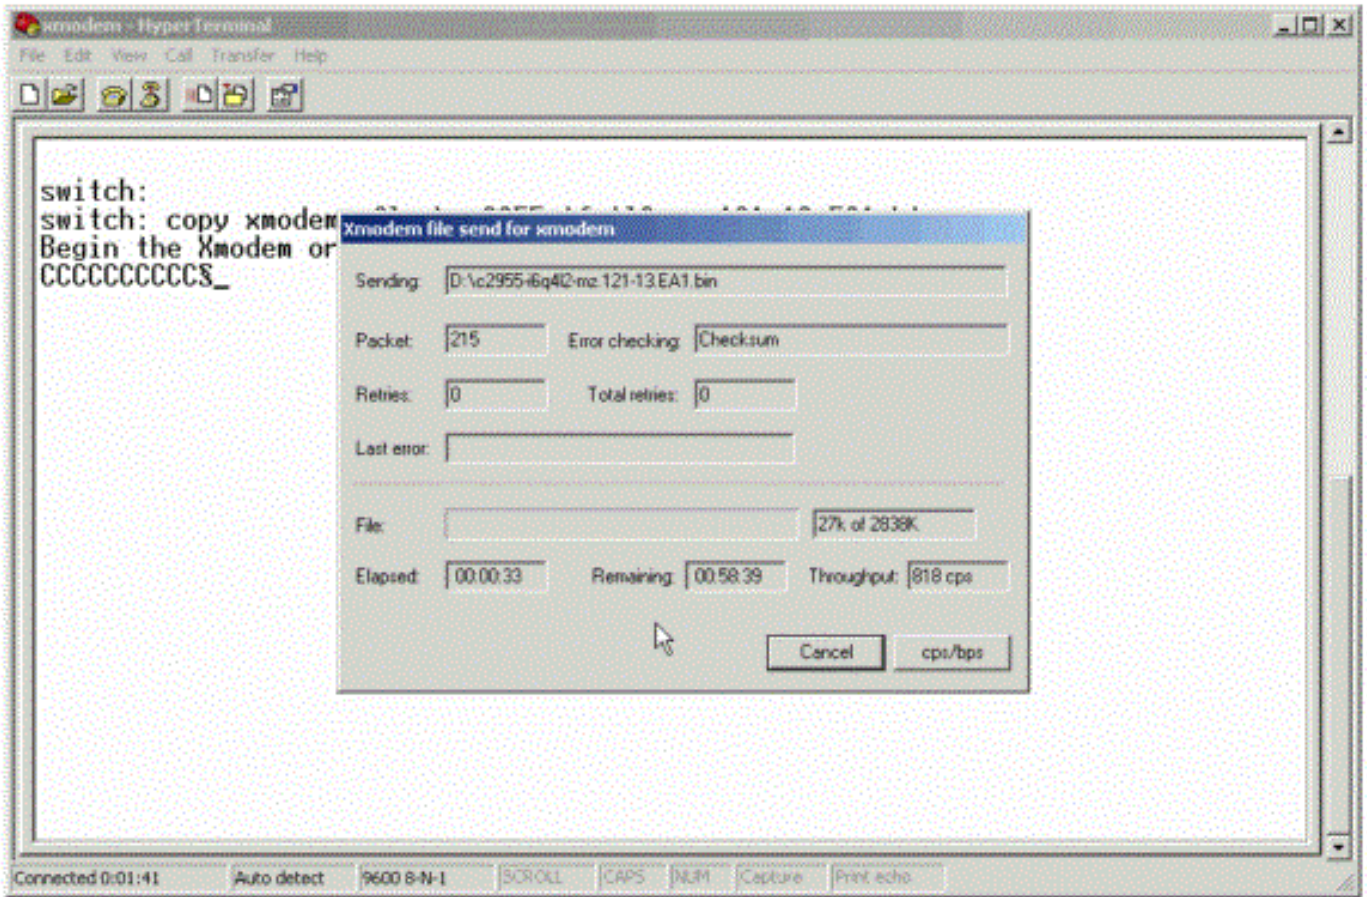 xmodem - HyperTerminal
File Edit View Call Transfer Help
switch:
switch: copy xmodem
Begin the Xmodem or
CCCCCCCCCCS_
Xmodem file send for xmodem
Sending: D:\c2955-i6q4l2-mz.121-13.EA1.bin
Packet: 215 Error checking: Checksum
Retries: 0 Total retries: 0
Last error:
File: 27k of 2838K
Elapsed: 00:00:33 Remaining: 00:58:39 Throughput: 818 cps
Cancel cps/bps
Connected 0:01:41 Auto detect 9600 8-N-1 SCROLL CAPS NUM Capture Print echo